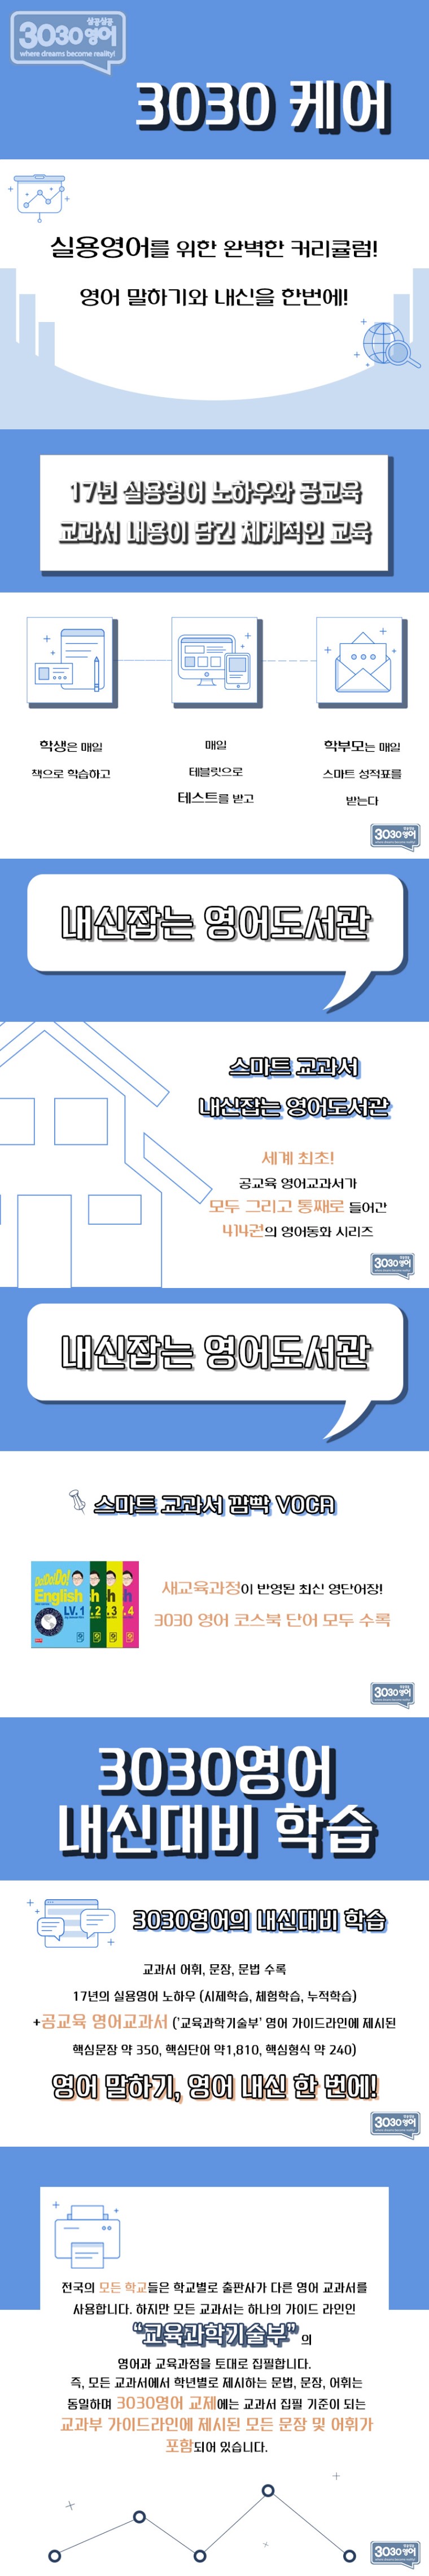 실공실공
3030영어
where dreams become reality!
3030 케어
실용영어를 위한 완벽한 커리큘럼!
영어 말하기와 내신을 한번에!
17년 실용영어 노하우와 공교육
교과서 내용이 담긴 체계적인 교육
학생은 매일
책으로 학습하고
매일
테블릿으로
테스트를 받고
학부모는 매일
스마트 성적표를
받는다
3030영어
내신잡는 영어도서관
스마트 교과서
내신잡는 영어도서관
세계 최초!
공교육 영어교과서가
모두 그리고 통째로 들어간
414권의 영어동화 시리즈
3030영어
내신잡는 영어도서관
스마트 교과서 깜빡 VOCA
English
LV.1
.2
.3
.4
새교육과정이 반영된 최신 영단어장!
3030 영어 코스북 단어 모두 수록
3030영어
3030영어
내신대비 학습
3030영어의 내신대비 학습
교과서 어휘, 문장, 문법 수록
17년의 실용영어 노하우 (시제학습, 체험학습, 누적학습)
+공교육 영어교과서 ('교육과학기술부' 영어 가이드라인에 제시된
핵심문장 약 350, 핵심단어 약1,810, 핵심형식 약 240)
영어 말하기, 영어 내신 한 번에!
3030영어
전국의 모든 학교들은 학교별로 출판사가 다른 영어 교과서를
사용합니다. 하지만 모든 교과서는 하나의 가이드 라인인
"교육과학기술부"의
영어과 교육과정을 토대로 집필합니다.
즉, 모든 교과서에서 학년별로 제시하는 문법, 문장, 어휘는
동일하며 3030영어 교재에는 교과서 집필 기준이 되는
교과부 가이드라인에 제시된 모든 문장 및 어휘가
포함되어 있습니다.
3030영어